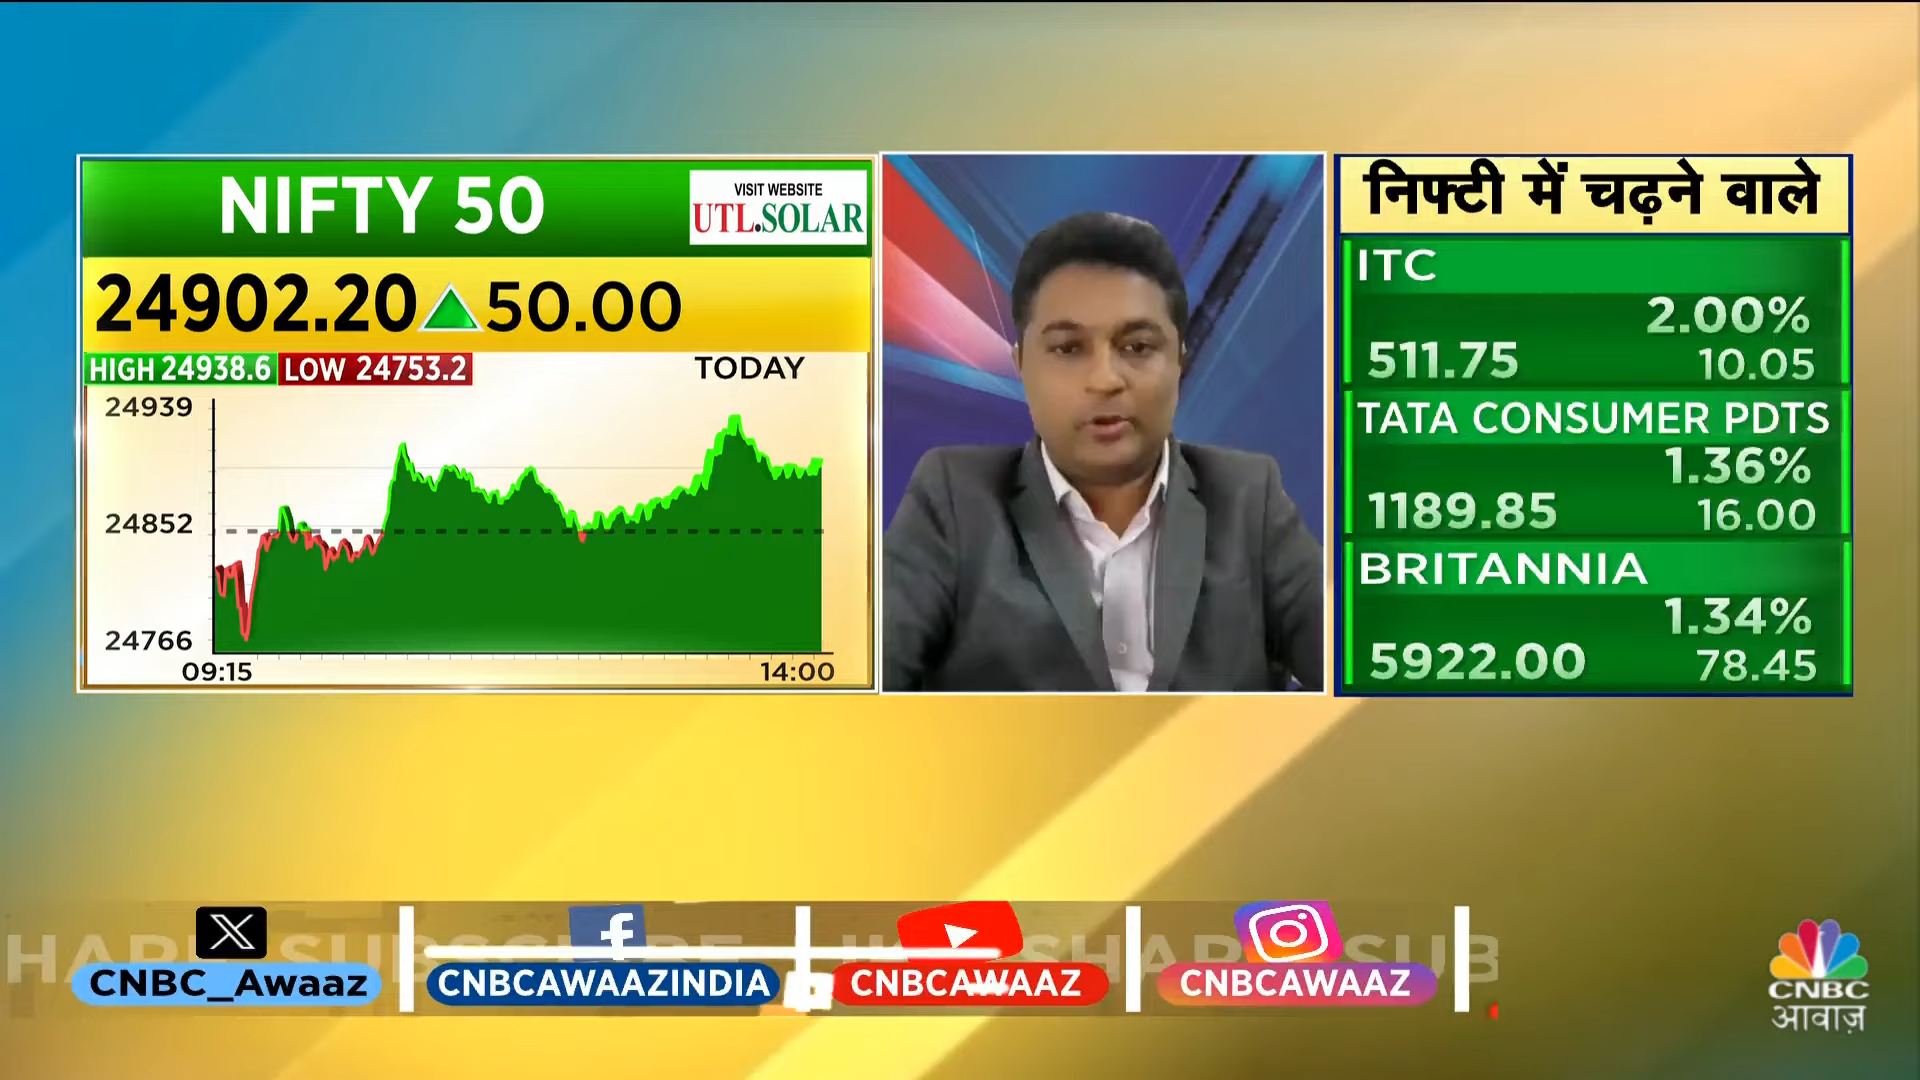 NIFTY 50
VISIT WEBSITE
UTL.SOLAR
24902.20 50.00
HIGH 24938.6 LOW 24753.2
TODAY
24939
24852
24766
09:15
14:00
निफ्टी में चढ़ने वाले
ITC
2.00%
511.75
10.05
TATA CONSUMER PDTS
1.36%
1189.85
16.00
BRITANNIA
1.34%
5922.00
78.45
CNBC_Awaaz
CNBCAWAAZINDIA
CNBCAWAAZ
CNBCAWAAZ
CNBC
आवाज़